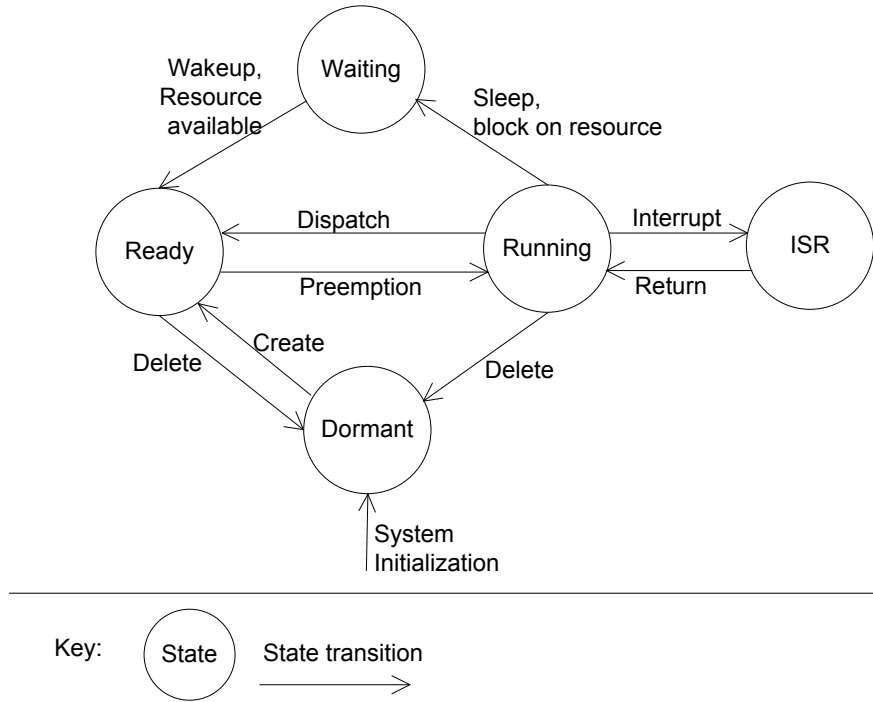 Waiting
Wakeup,
Resource
available
Sleep,
block on resource
Ready
Dispatch
Preemption
Running
Interrupt
Return
ISR
Delete
Create
Delete
Dormant
System
Initialization
Key:
State
State transition